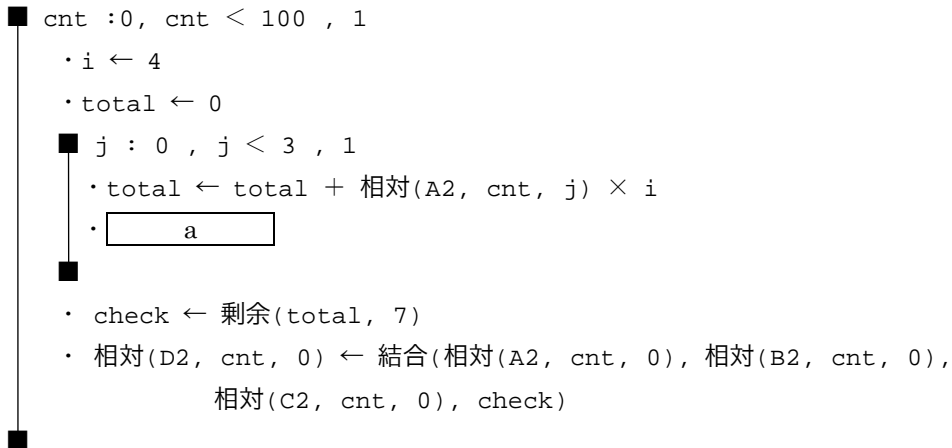 ■ cnt :0, cnt < 100 , 1
・i ← 4
・total ← 0
■ j : 0 , j < 3 , 1
・total ← total + 相対(A2, cnt, j) × i
・ a
■
・ check ← 剰余(total, 7)
・ 相対(D2, cnt, 0) ← 結合(相対(A2, cnt, 0), 相対(B2, cnt, 0),
相対(C2, cnt, 0), check)
■